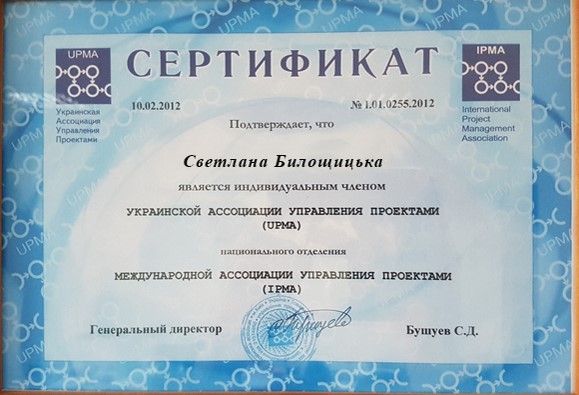 UPMA
СЕРТИФИКАТ
IPMA
Украинская
Ассоциация
Управления
Проектами
10.02.2012
№ I.01.0255.2012
International
Project
Management
Association
Подтверждает, что
Светлана Билощицька
является индивидуальным членом
УКРАИНСКОЙ АССОЦИАЦИИ УПРАВЛЕНИЯ ПРОЕКТАМИ
(UPMA)
национального отделения
МЕЖДУНАРОДНОЙ АССОЦИАЦИИ УПРАВЛЕНИЯ ПРОЕКТАМИ
(IPMA)
Генеральный директор
Бушуев С.Д.